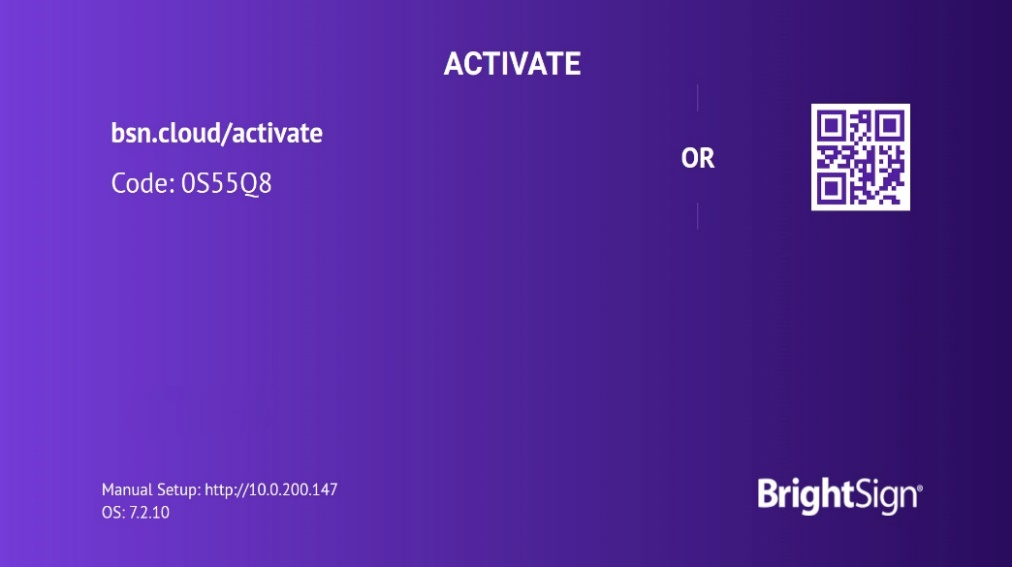 ACTIVATE
bsn.cloud/activate
Code: 0S55Q8
OR
Manual Setup: http://10.0.200.147
OS: 7.2.10
BrightSign®